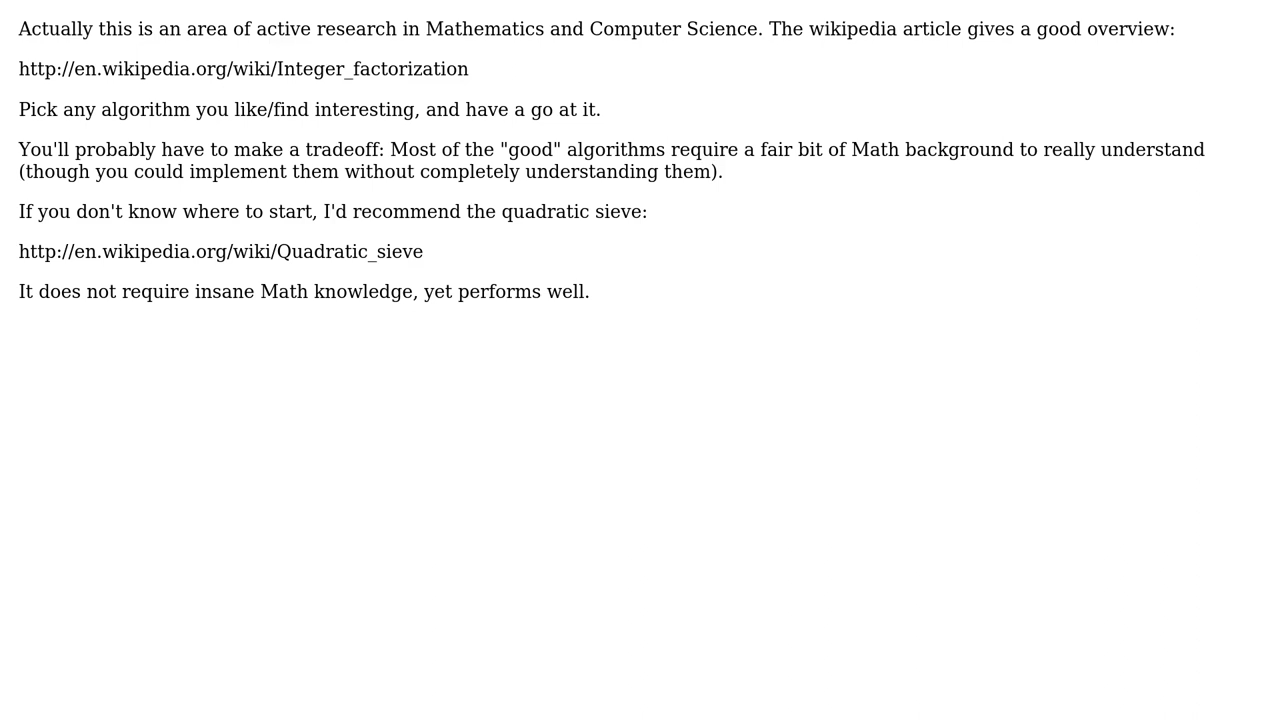 Actually this is an area of active research in Mathematics and Computer Science. The wikipedia article gives a good overview:
http://en.wikipedia.org/wiki/Integer_factorization
Pick any algorithm you like/find interesting, and have a go at it.
You'll probably have to make a tradeoff: Most of the "good" algorithms require a fair bit of Math background to really understand
(though you could implement them without completely understanding them).
If you don't know where to start, I'd recommend the quadratic sieve:
http://en.wikipedia.org/wiki/Quadratic_sieve
It does not require insane Math knowledge, yet performs well.